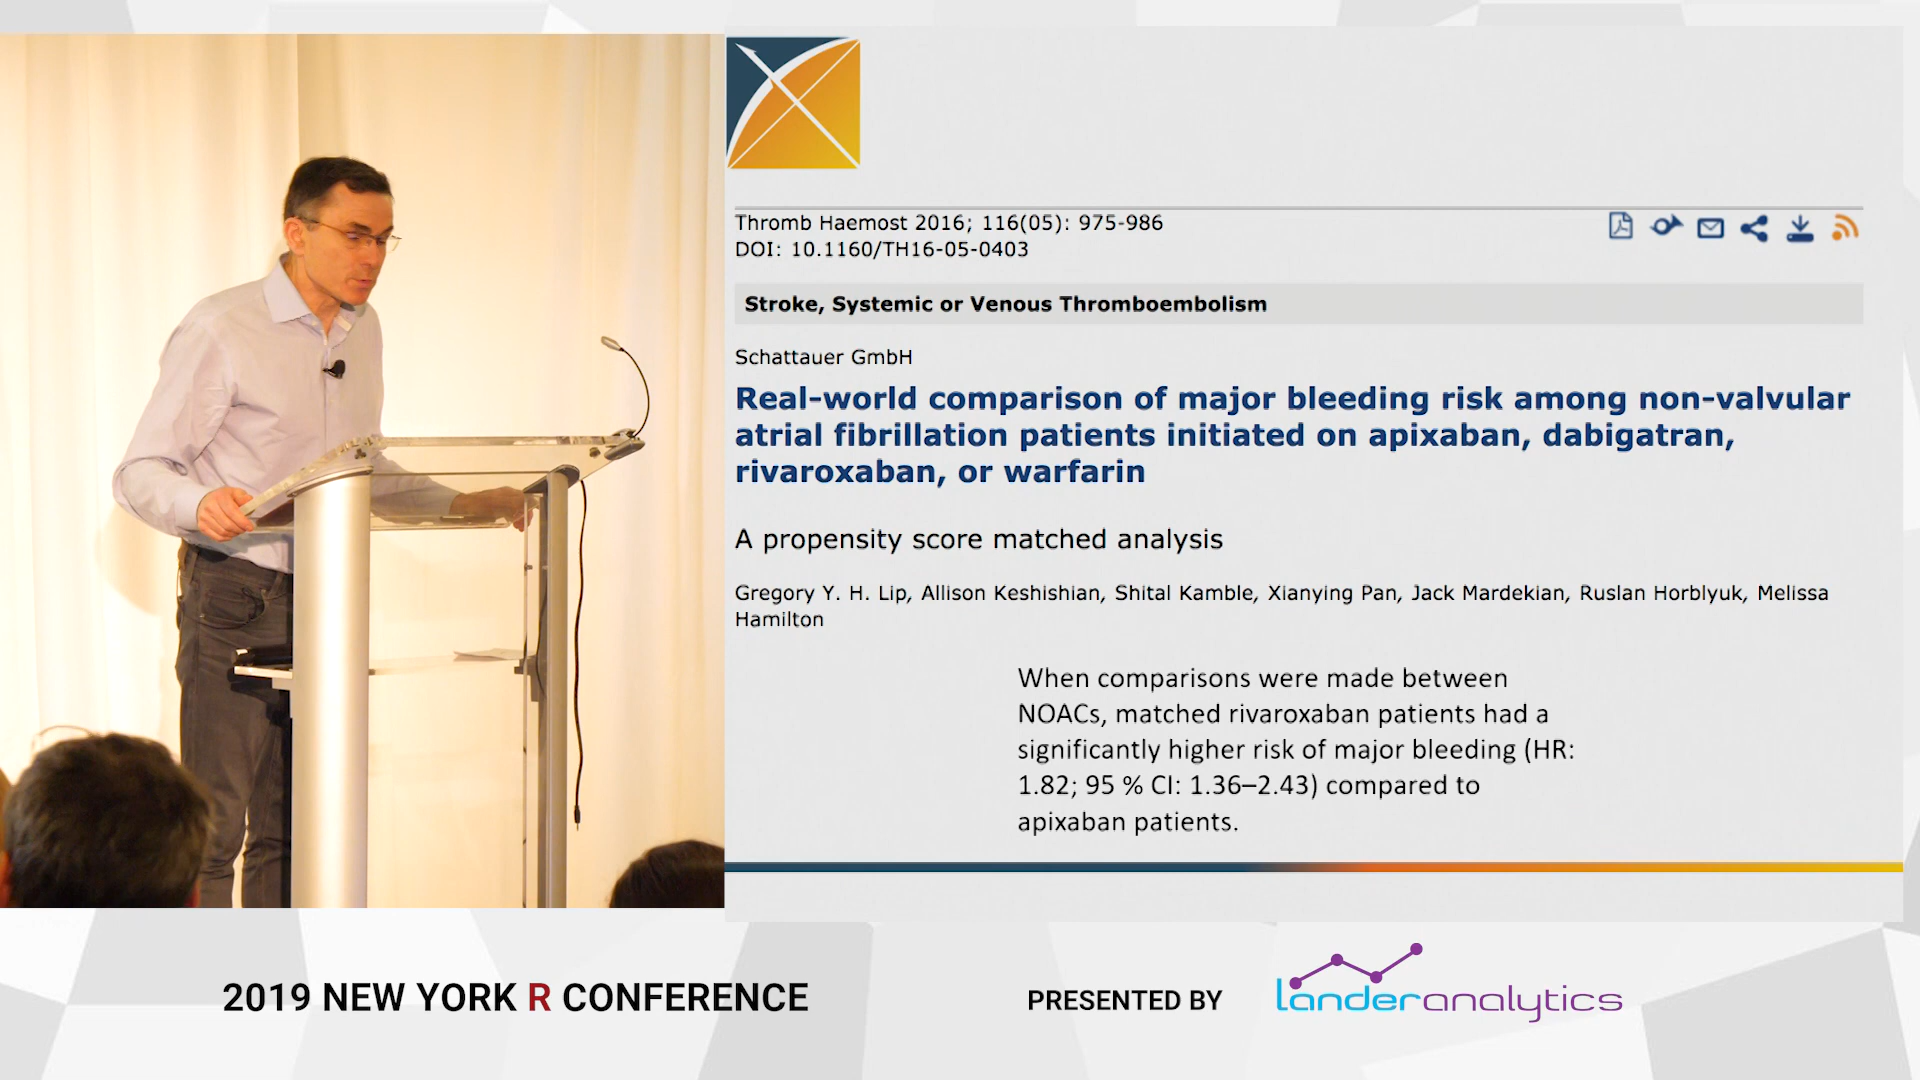 Thromb Haemost 2016; 116(05): 975-986
DOI: 10.1160/TH16-05-0403
Stroke, Systemic or Venous Thromboembolism
Schattauer GmbH
Real-world comparison of major bleeding risk among non-valvular
atrial fibrillation patients initiated on apixaban, dabigatran,
rivaroxaban, or warfarin
A propensity score matched analysis
Gregory Y. H. Lip, Allison Keshishian, Shital Kamble, Xianying Pan, Jack Mardekian, Ruslan Horblyuk, Melissa
Hamilton
When comparisons were made between
NOACs, matched rivaroxaban patients had a
significantly higher risk of major bleeding (HR:
1.82; 95 % CI: 1.36–2.43) compared to
apixaban patients.
2019 NEW YORK R CONFERENCE
PRESENTED BY
landeranalytics